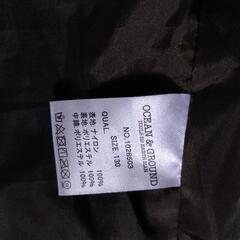 OCEAN & GROUND
NO.1026503
SIZE. 130
QUAL.
表地: ナイロン 100%
裏地: ポリエステル 100%
中綿: ポリエステル 100%